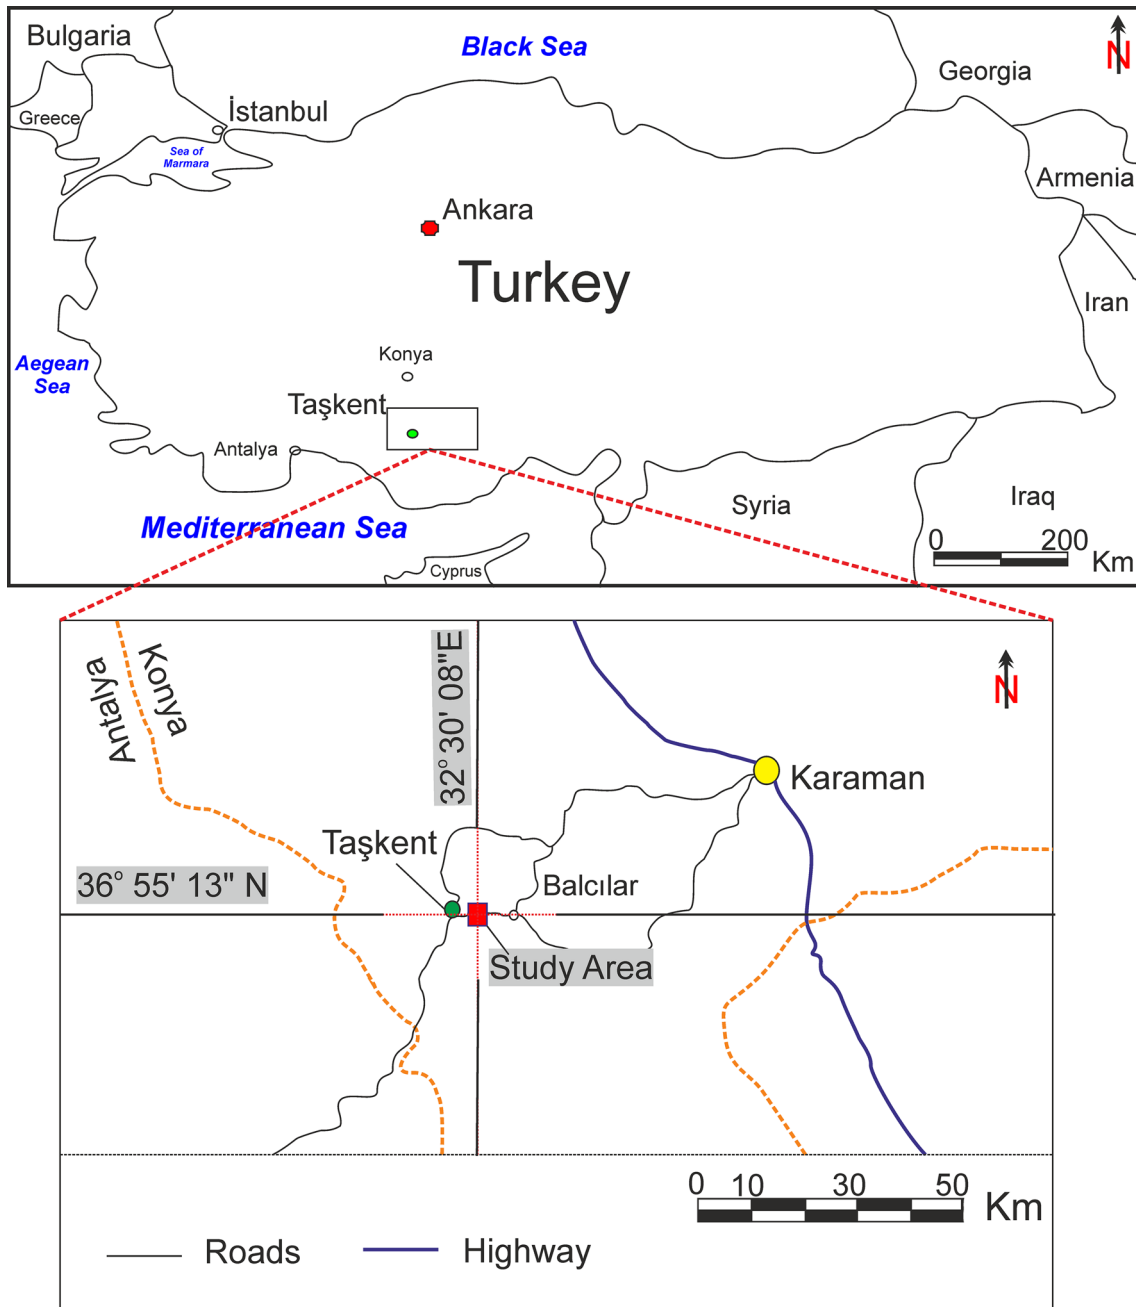 Bulgaria
Black Sea
N
Georgia
Greece
İstanbul
Sea of
Marmara
Armenia
Ankara
Turkey
Iran
Konya
Aegean
Sea
Taşkent
Antalya
Syria
Iraq
Mediterranean Sea
0 200
Km
Cyprus
32° 30' 08"E
Konya
Antalya
N
Karaman
Taşkent
36° 55' 13" N
Balcılar
Study Area
0 10 30 50
Km
Roads
Highway